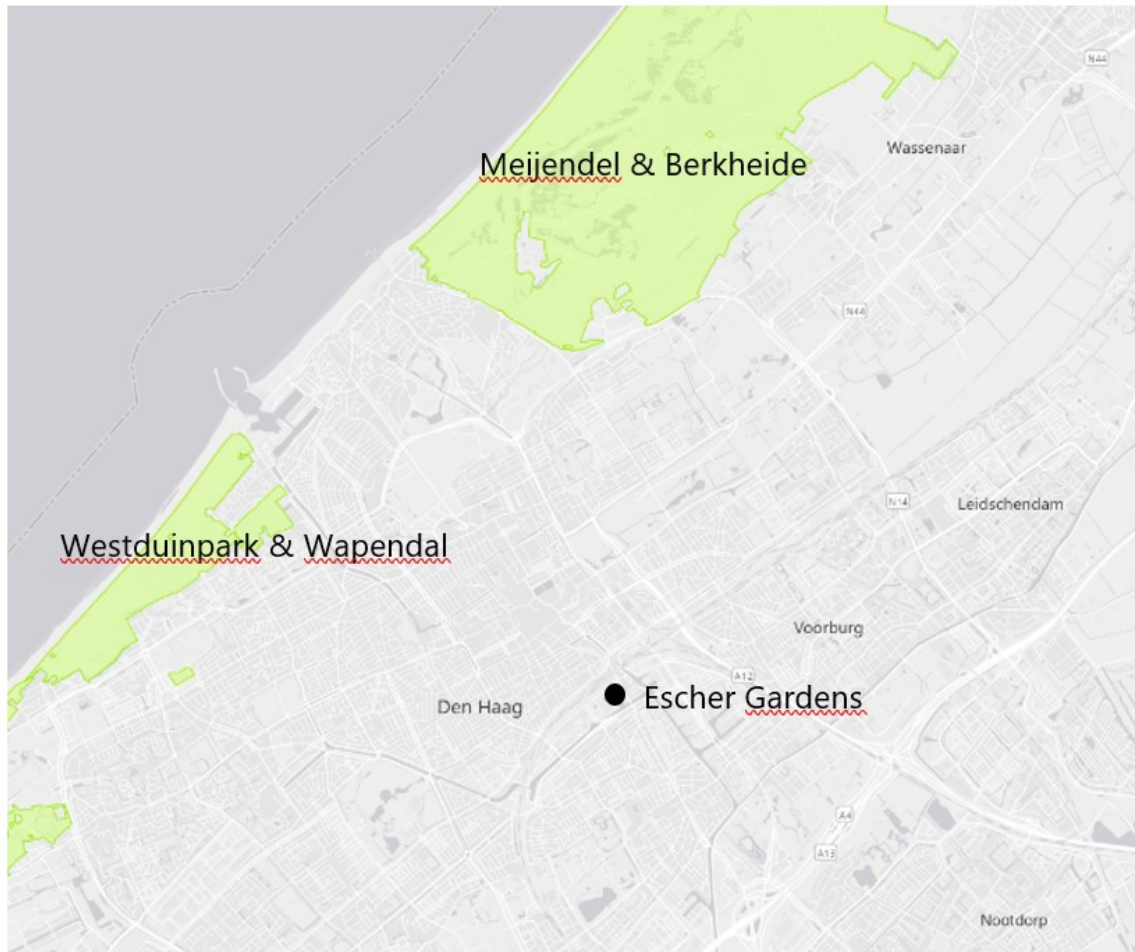 N44
Wassenaar
Meijendel & Berkheide
N44
N14
Leidschendam
Westduinpark & Wapendal
Voorburg
A12
Den Haag
Escher Gardens
A4
A13
Nootdorp